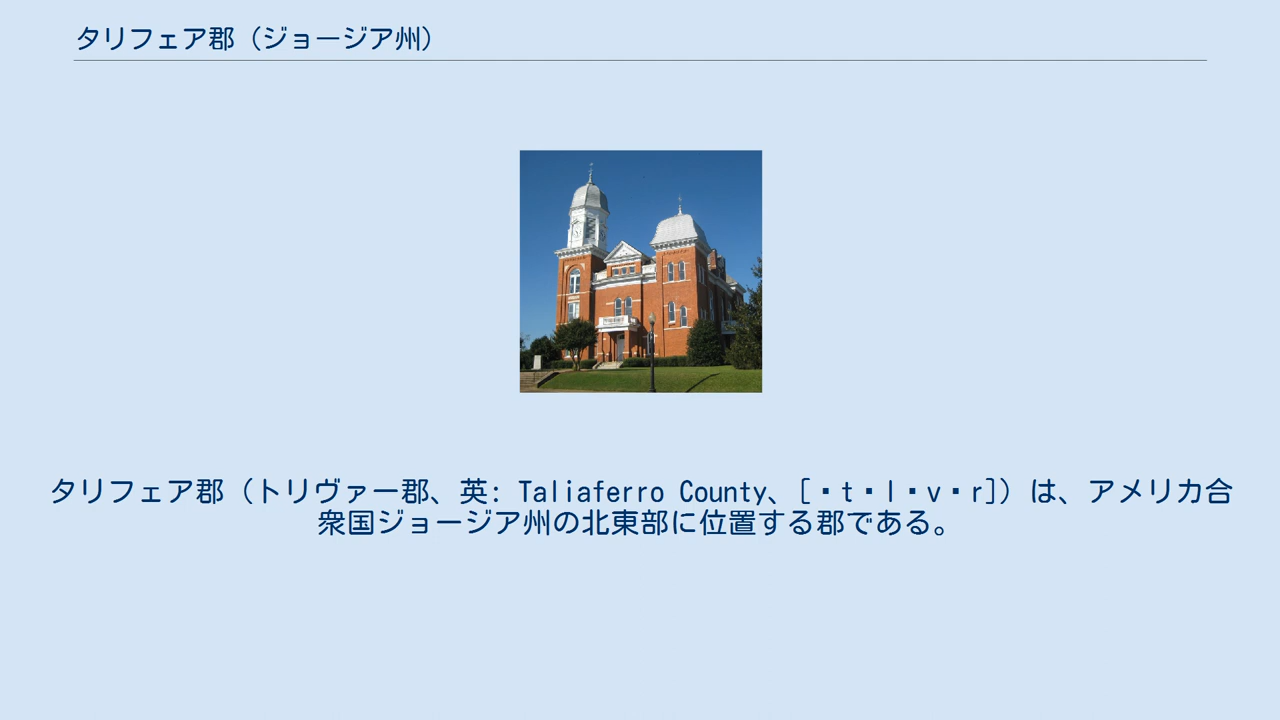 タリフェア郡（ジョージア州）
タリフェア郡（トリヴァー郡、英: Taliaferro County、[・t・l・v・r]）は、アメリカ合
衆国ジョージア州の北東部に位置する郡である。